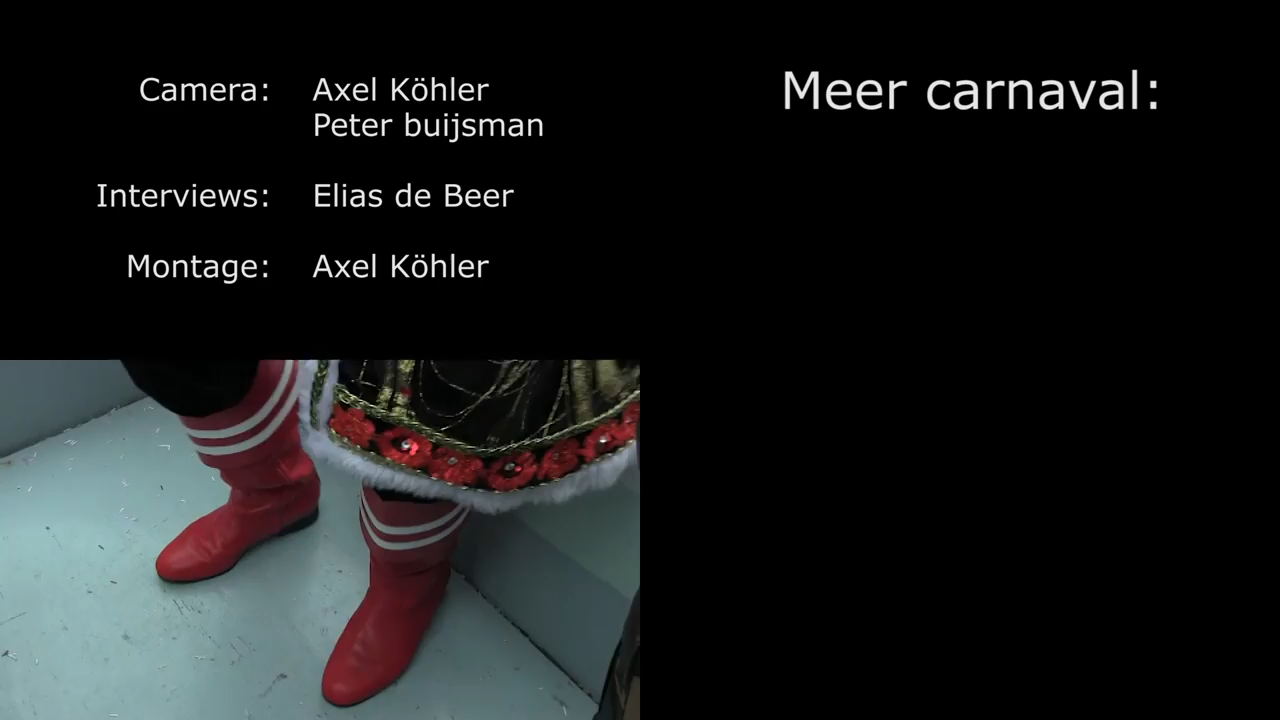 Camera: Axel Köhler
Peter buijsman
Interviews: Elias de Beer
Montage: Axel Köhler
Meer carnaval: